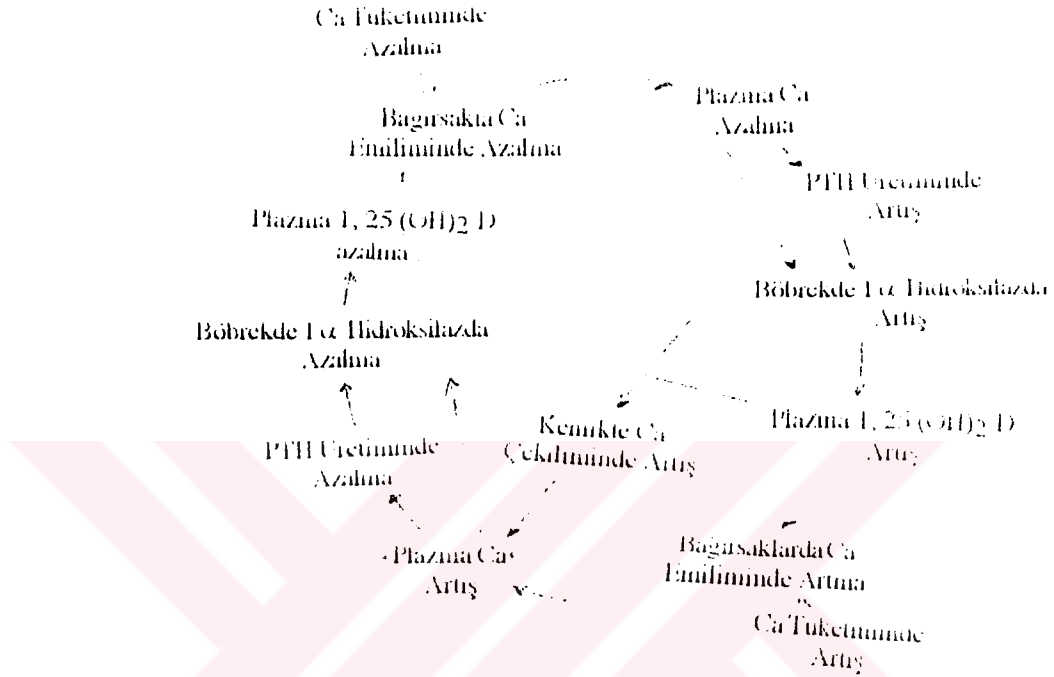 Ca Tüketiminde
Azalma
Bağırsakta Ca
Emiliminde Azalma
Plazma 1, 25 (OH)2 D
azalma
Böbrekde 1 α Hidroksilazda
Azalma
PTH Üretiminde
Azalma
Plazma Ca
Artış
Plazma Ca
Azalma
PTH Üretiminde
Artış
Böbrekde 1 α Hidroksilazda
Artış
Plazma 1, 25 (OH)2 D
Artış
Kemikte Ca
Çekiliminde Artış
Bağırsaklarda Ca
Emiliminde Artma
Ca Tüketiminde
Artış